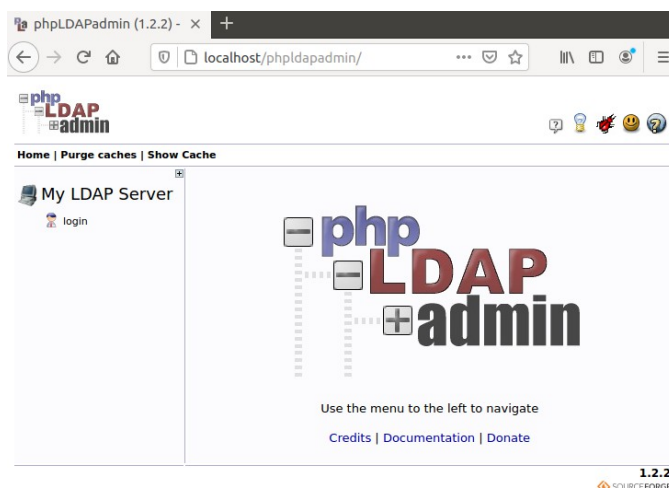 phpLDAPadmin (1.2.2) -
localhost/phpldapadmin/
php
LDAP
admin
Home | Purge caches | Show Cache
My LDAP Server
login
php
LDAP
admin
Use the menu to the left to navigate
Credits | Documentation | Donate
1.2.2
SOURCEFORGE